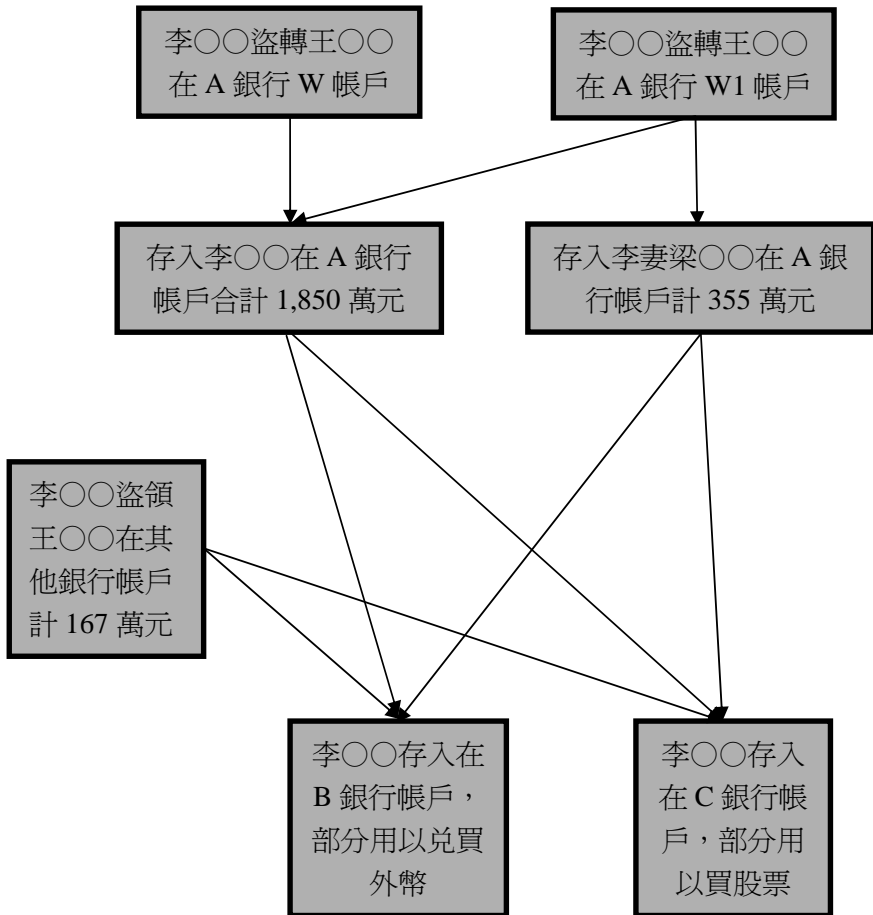 李○○盜轉王○○
在 A 銀行 W 帳戶
李○○盜轉王○○
在 A 銀行 W1 帳戶
存入李○○在 A 銀行
帳戶合計 1,850 萬元
存入李妻梁○○在 A 銀
行帳戶計 355 萬元
李○○盜領
王○○在其
他銀行帳戶
計 167 萬元
李○○存入在
B 銀行帳戶，
部分用以兌買
外幣
李○○存入
在 C 銀行帳
戶，部分用
以買股票